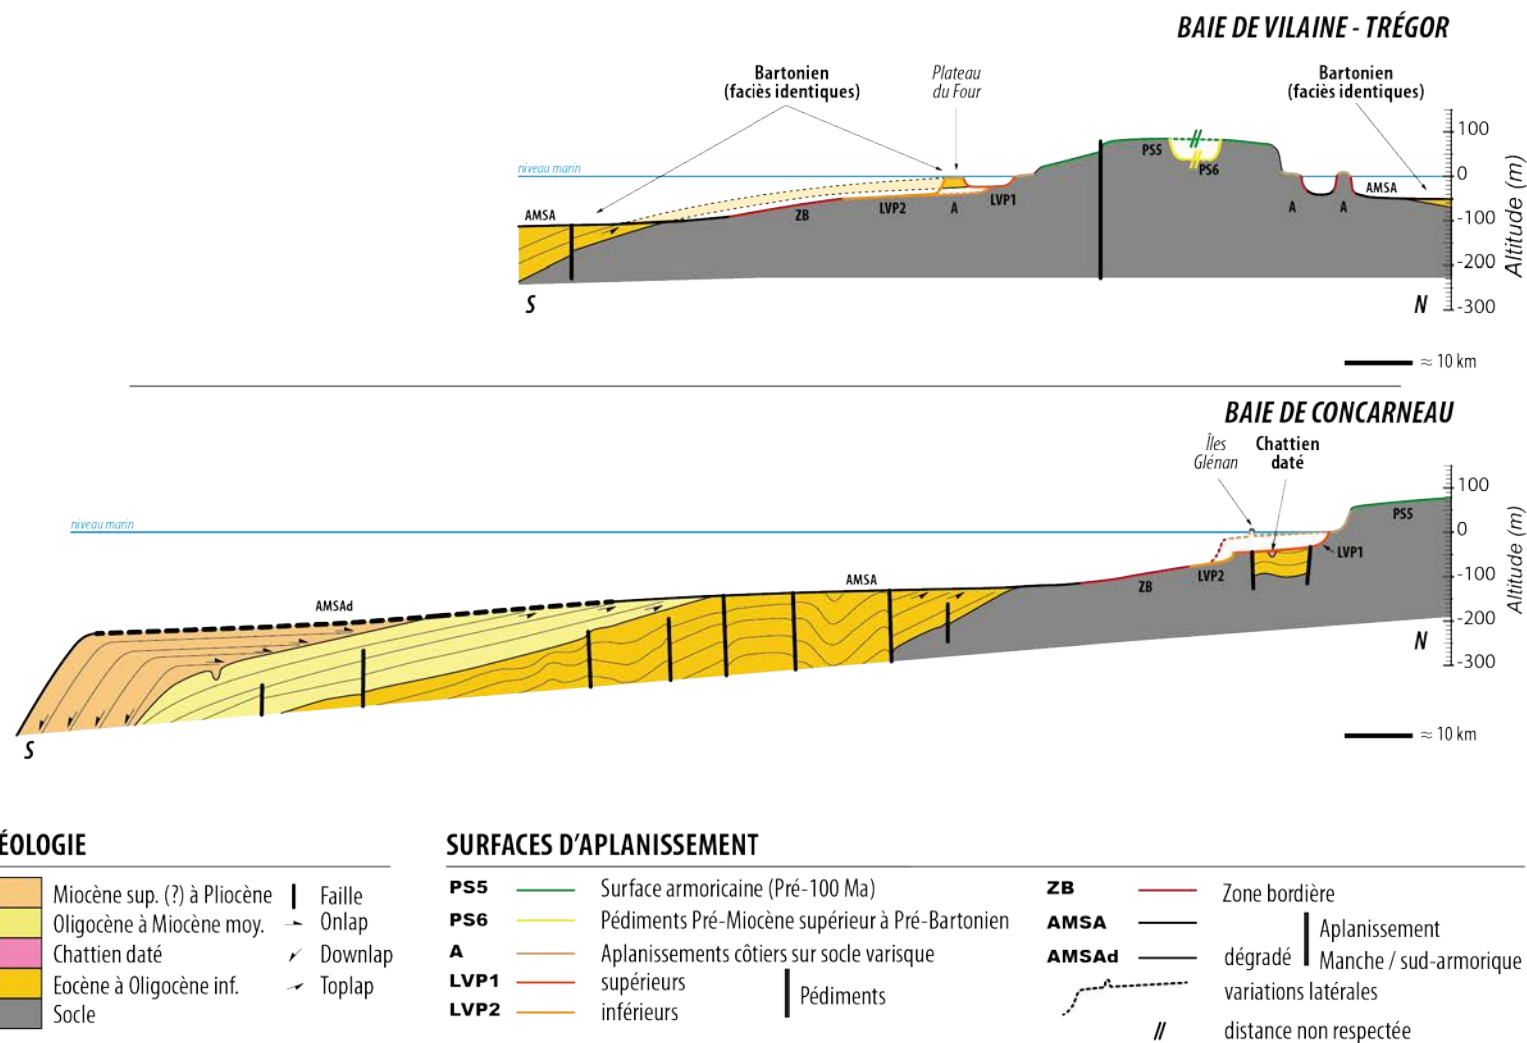 BAIE DE VILAINE - TRÉGOR
Bartonien
(faciès identiques)
Plateau
du Four
Bartonien
(faciès identiques)
niveau marin
AMSA
ZB
LVP2
A
LVP1
PS5
PS6
A
A
AMSA
100
0
-100
-200
-300
Altitude (m)
S
N
≈ 10 km
BAIE DE CONCARNEAU
Îles
Glénan
Chattien
daté
niveau marin
AMSAd
AMSA
ZB
LVP2
LVP1
PS5
100
0
-100
-200
-300
Altitude (m)
S
N
≈ 10 km
ÉOLOGIE
Miocène sup. (?) à Pliocène
Oligocène à Miocène moy.
Chattien daté
Eocène à Oligocène inf.
Socle
Faille
Onlap
Downlap
Toplap
SURFACES D'APLANISSEMENT
PS5 Surface armoricaine (Pré-100 Ma)
PS6 Pédiments Pré-Miocène supérieur à Pré-Bartonien
A Aplanissements côtiers sur socle varisque
LVP1 supérieurs
LVP2 inférieurs
Pédiments
ZB Zone bordière
AMSA
AMSAd dégradé
Aplanissement
Manche / sud-armorique
variations latérales
// distance non respectée